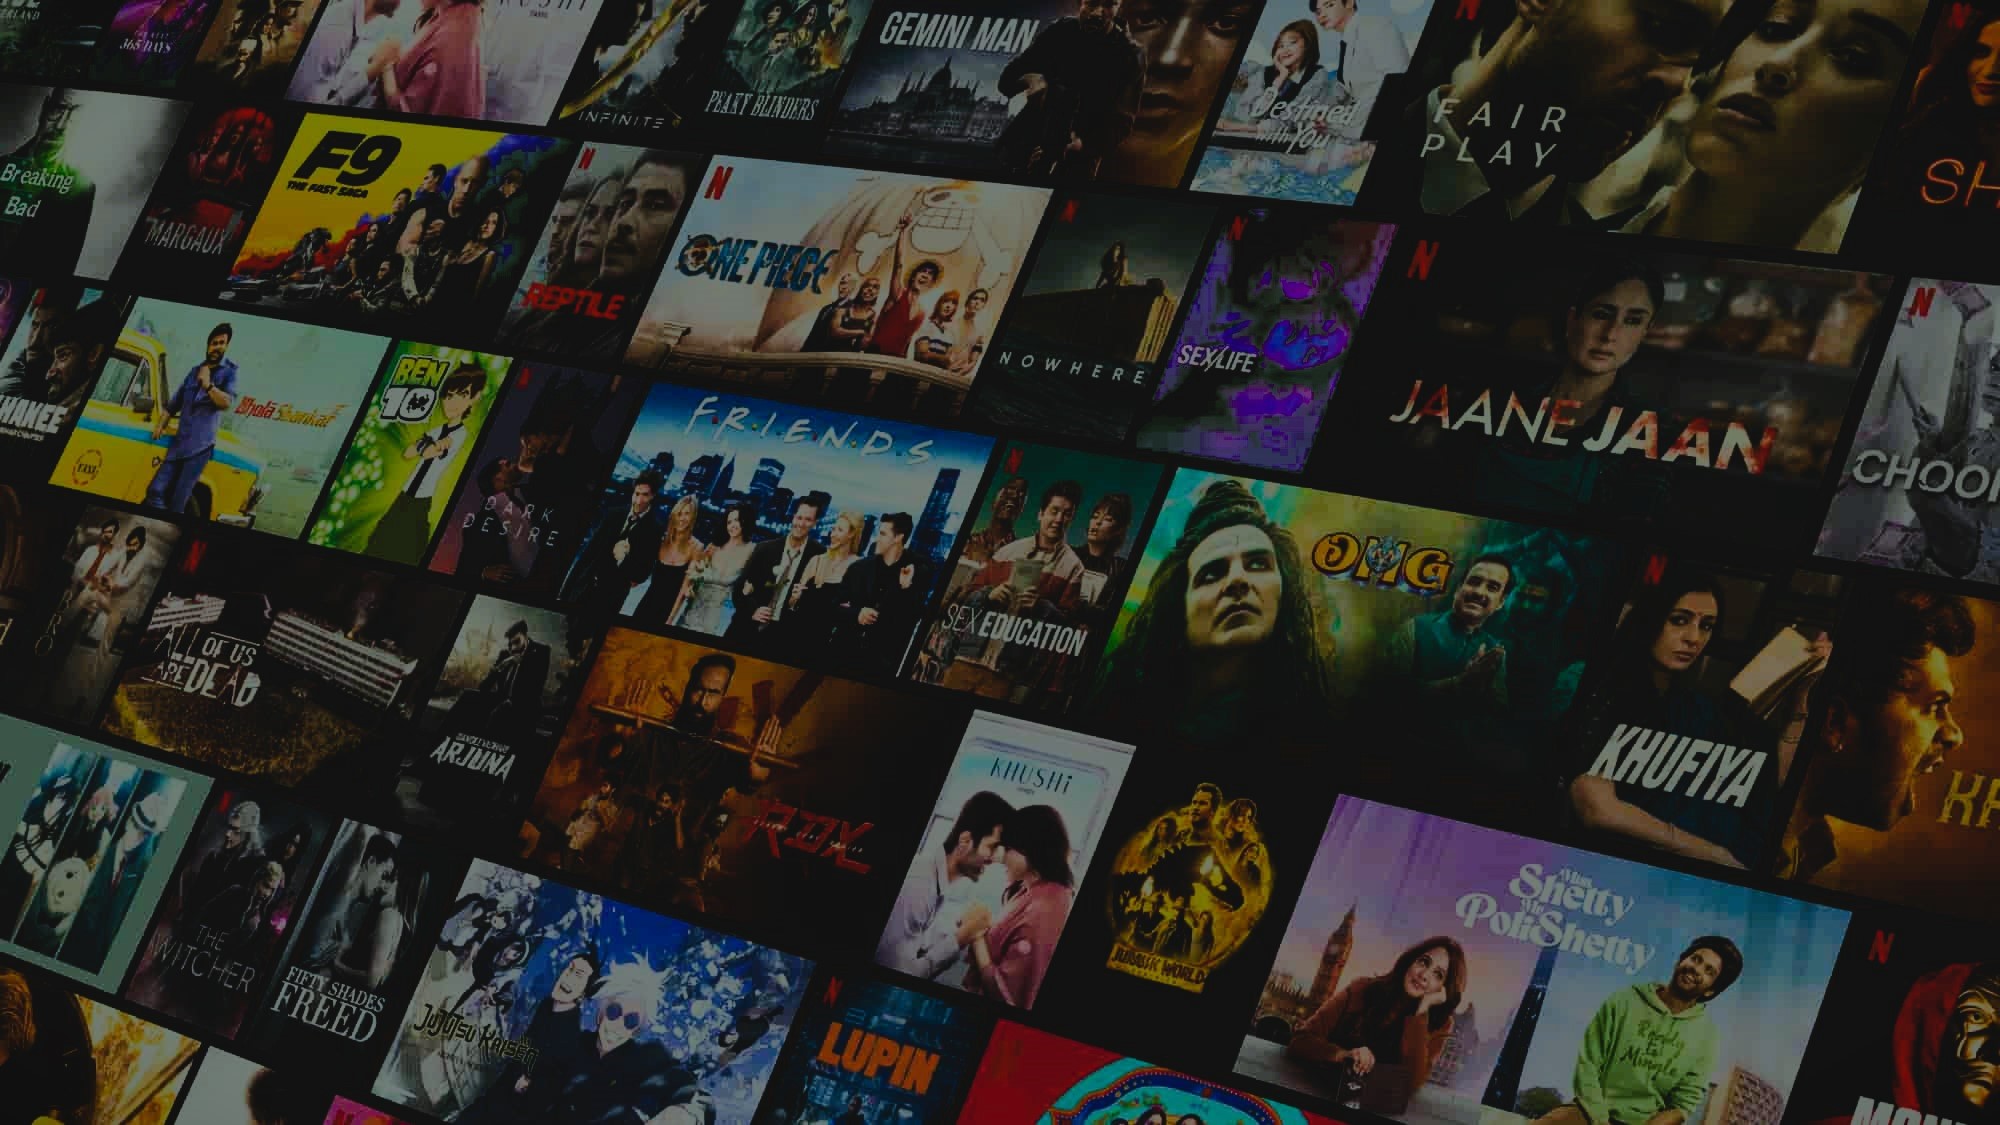 365 DAYS
INFINITE
PEAKY BLINDERS
GEMINI MAN
Destined
with You
FAIR
PLAY
SH
Breaking
Bad
MARGAUX
F9
THE FAST SAGA
REPTILE
ONE PIECE
NOWHERE
SEX/LIFE
JAANE JAAN
CHOO
HANEE
Bhola Shankar
BEN
10
DARK
DESIRE
F·R·I·E·N·D·S
SEX EDUCATION
OMG
KHUFIYA
ALL OF US
ARE DEAD
ARJUNA
RDX
KHUSHI
JURASSIC WORLD
Miss
Shetty
Mr
PoliShetty
Ready
to
Mingle
THE
WITCHER
FIFTY SHADES
FREED
JUJUTSU KAISEN
LUPIN